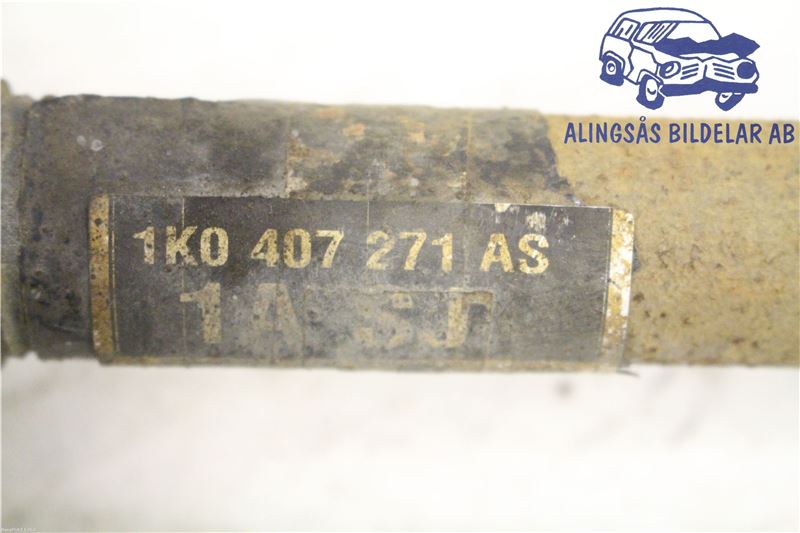 ALINGSÅS BILDELAR AB
1K0 407 271 AS